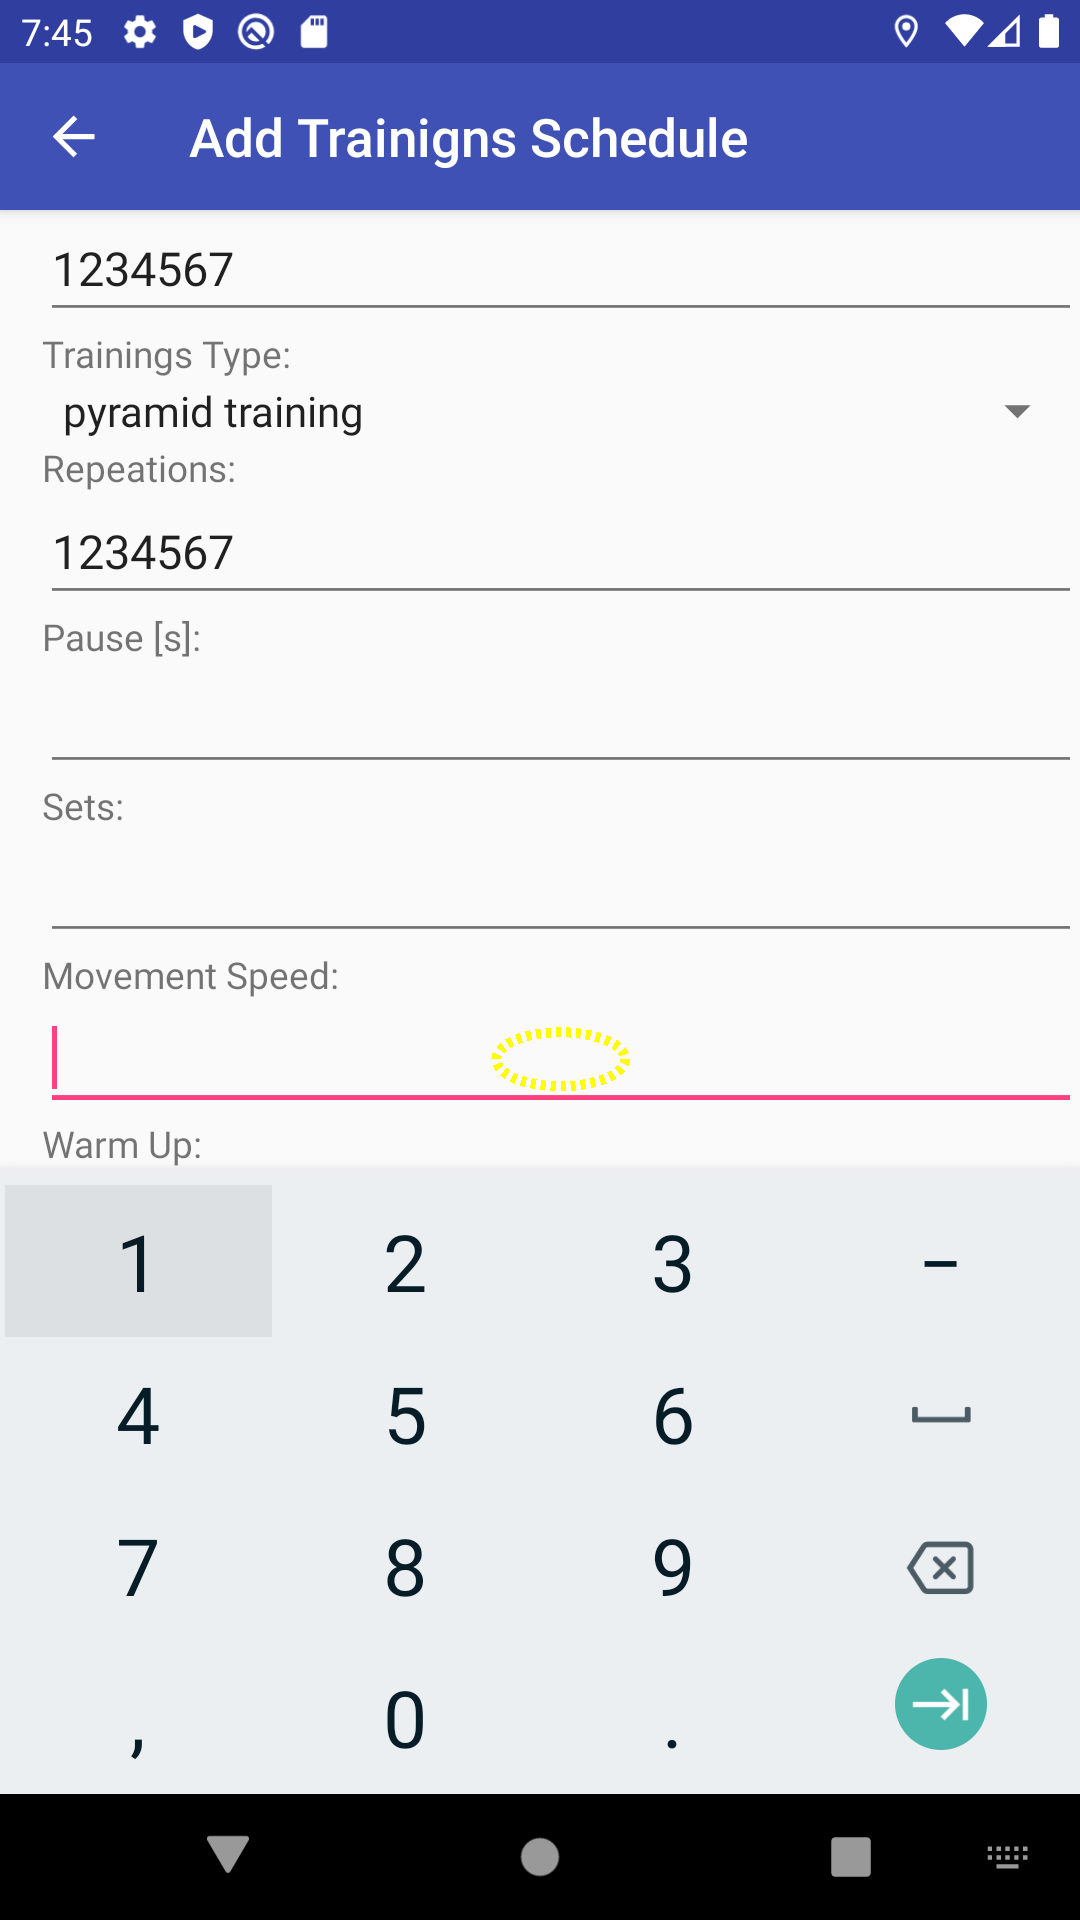 7:45
Add Trainigns Schedule
1234567
Trainings Type:
pyramid training
Repeations:
1234567
Pause [s]:
Sets:
Movement Speed:
Warm Up:
1 2 3 –
4 5 6
7 8 9
, 0 .